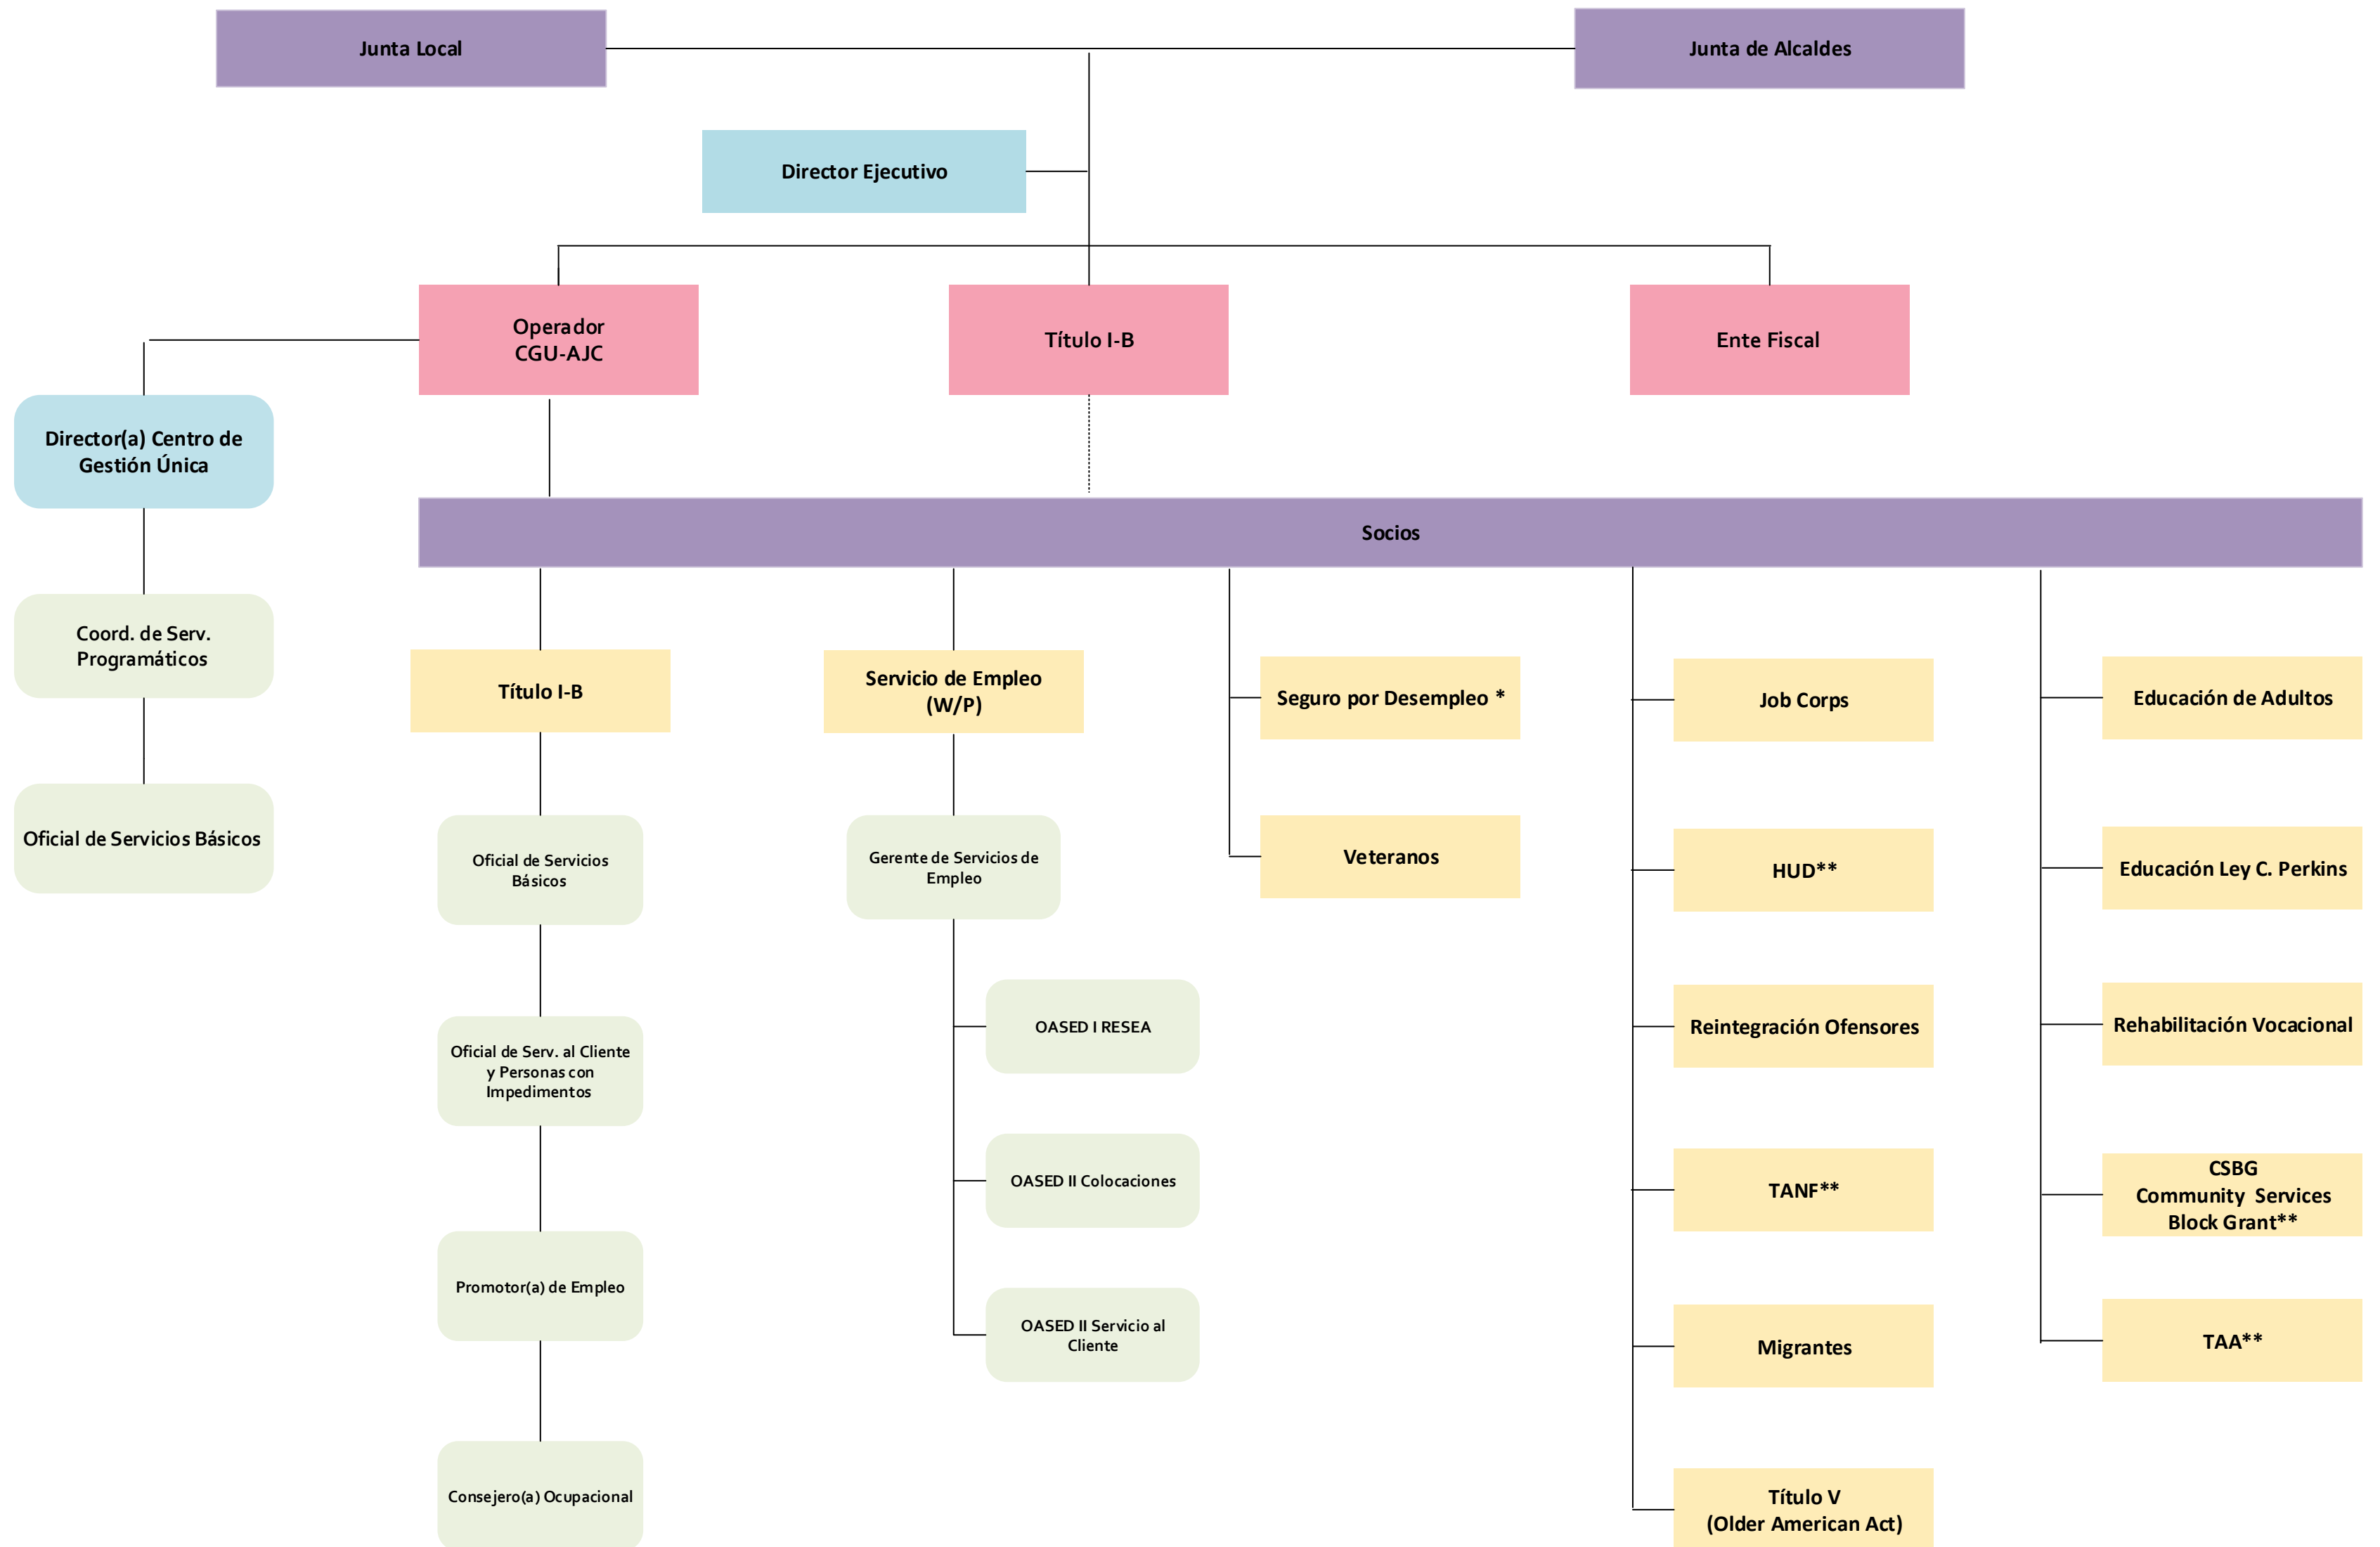 Junta Local
Junta de Alcaldes
Director Ejecutivo
Operador
CGU-AJC
Título I-B
Ente Fiscal
Director(a) Centro de
Gestión Única
Socios
Coord. de Serv.
Programáticos
Oficial de Servicios Básicos
Título I-B
Oficial de Servicios
Básicos
Oficial de Serv. al Cliente
y Personas con
Impedimentos
Promotor(a) de Empleo
Consejero(a) Ocupacional
Servicio de Empleo
(W/P)
Gerente de Servicios de
Empleo
OASED I RESEA
OASED II Colocaciones
OASED II Servicio al
Cliente
Seguro por Desempleo *
Veteranos
Job Corps
HUD**
Reintegración Ofensores
TANF**
Migrantes
Título V
(Older American Act)
Educación de Adultos
Educación Ley C. Perkins
Rehabilitación Vocacional
CSBG
Community Services
Block Grant**
TAA**